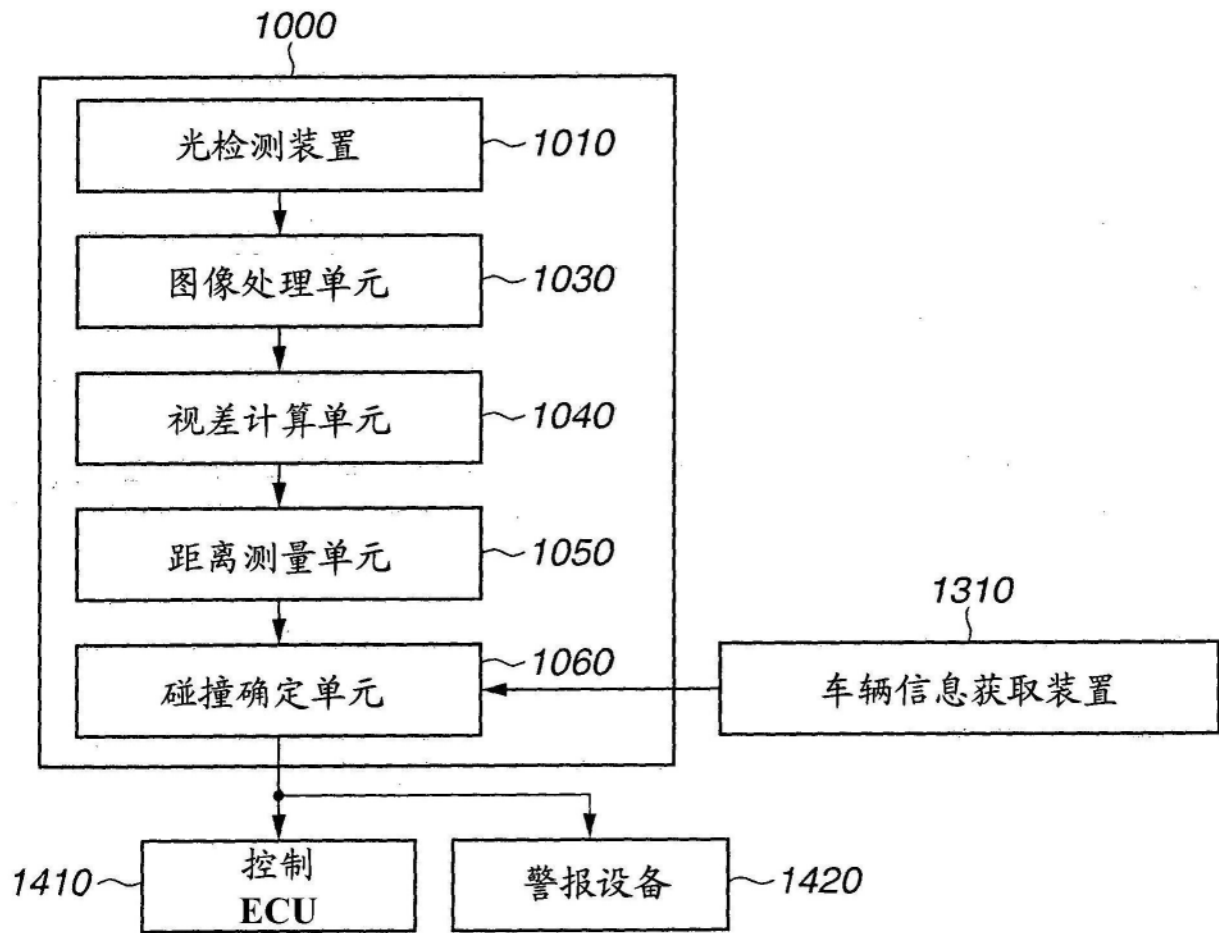 1000
光检测装置
1010
图像处理单元
1030
视差计算单元
1040
距离测量单元
1050
1310
碰撞确定单元
1060
车辆信息获取装置
1410
控制
ECU
警报设备
1420